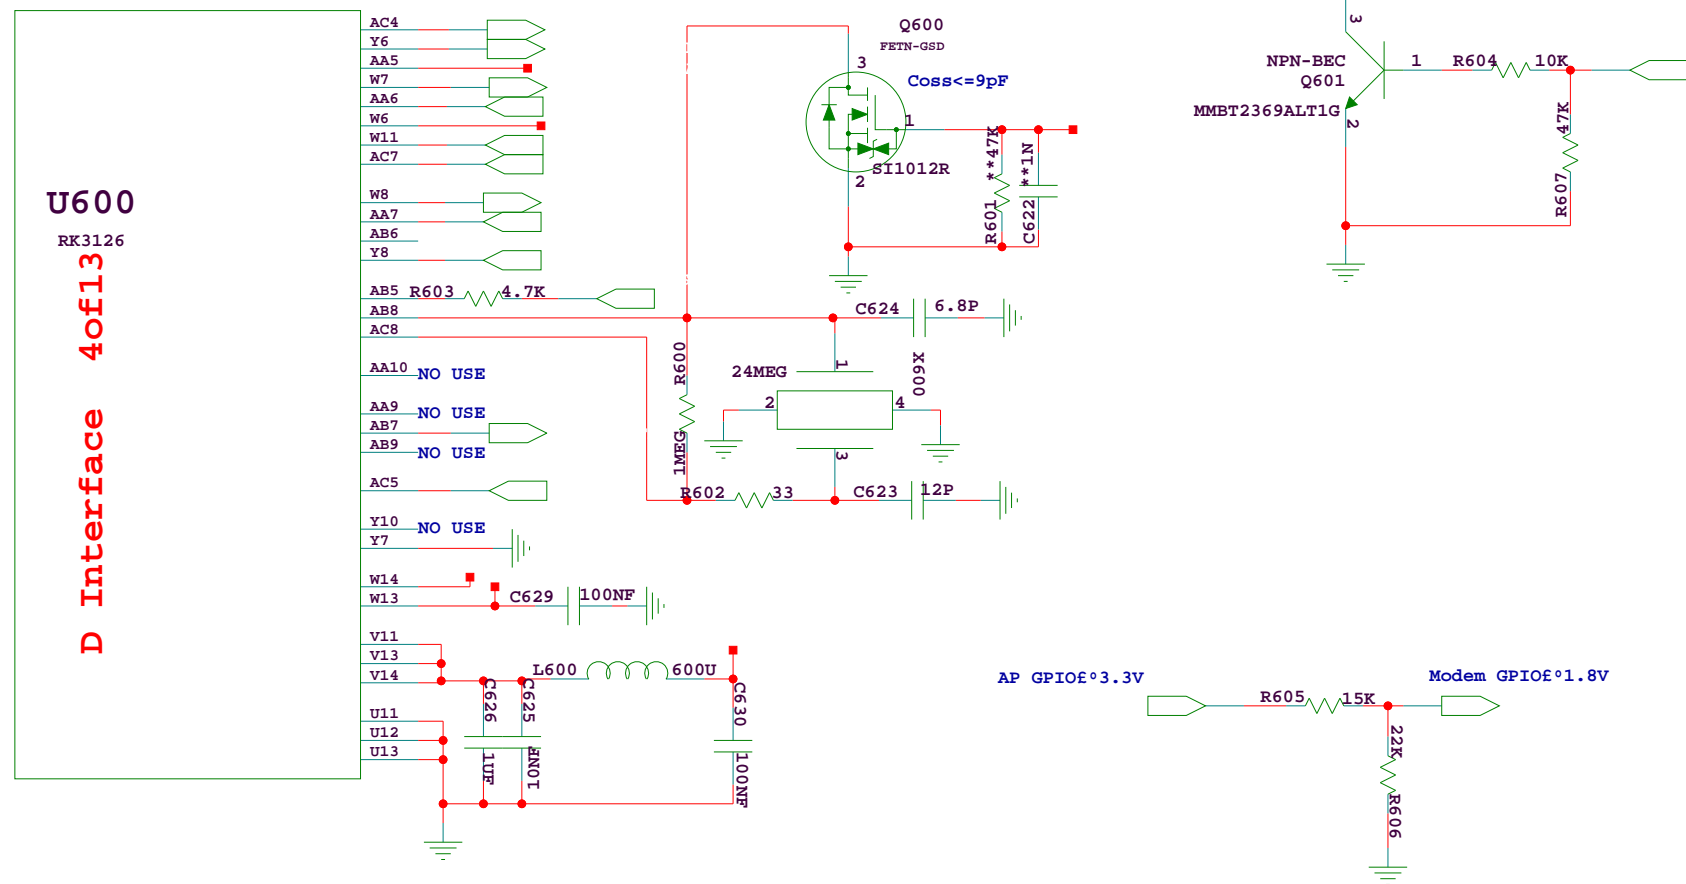 U600
RK3126
D Interface 4of13
AC4
Y6
AA5
W7
AA6
W6
W11
AC7
W8
AA7
AB6
Y8
AB5 R603 4.7K
AB8
AC8
AA10 NO USE
AA9 NO USE
AB7
AB9 NO USE
AC5
Y10 NO USE
Y7
W14
W13 C629 100NF
V11
V13
V14
U11
U12
U13
L600 600U
C626
1UF
C625
10NF
C630
100NF
Q600
FETN-GSD
3
Coss<=9pF
1
SI1012R
2
R601 **47K
C622 **1N
C624 6.8P
R600
1MEG
24MEG
X600
1
2
4
3
R602 33
C623 12P
3
NPN-BEC
Q601
MMBT2369ALT1G
1
2
R604 10K
R607 47K
AP GPIO£º3.3V
Modem GPIO£º1.8V
R605 15K
22K
R606